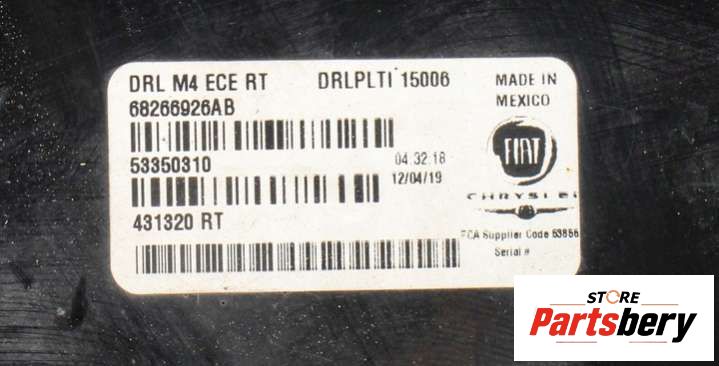 DRL M4 ECE RT DRLPLTI 15006
68266926AB
53350310
04:32:18
12/04/19
431320 RT
MADE IN
MEXICO
FIAT
CHRYSLER
FCA Supplier Code 53856
Serial #
STORE
Partsbery